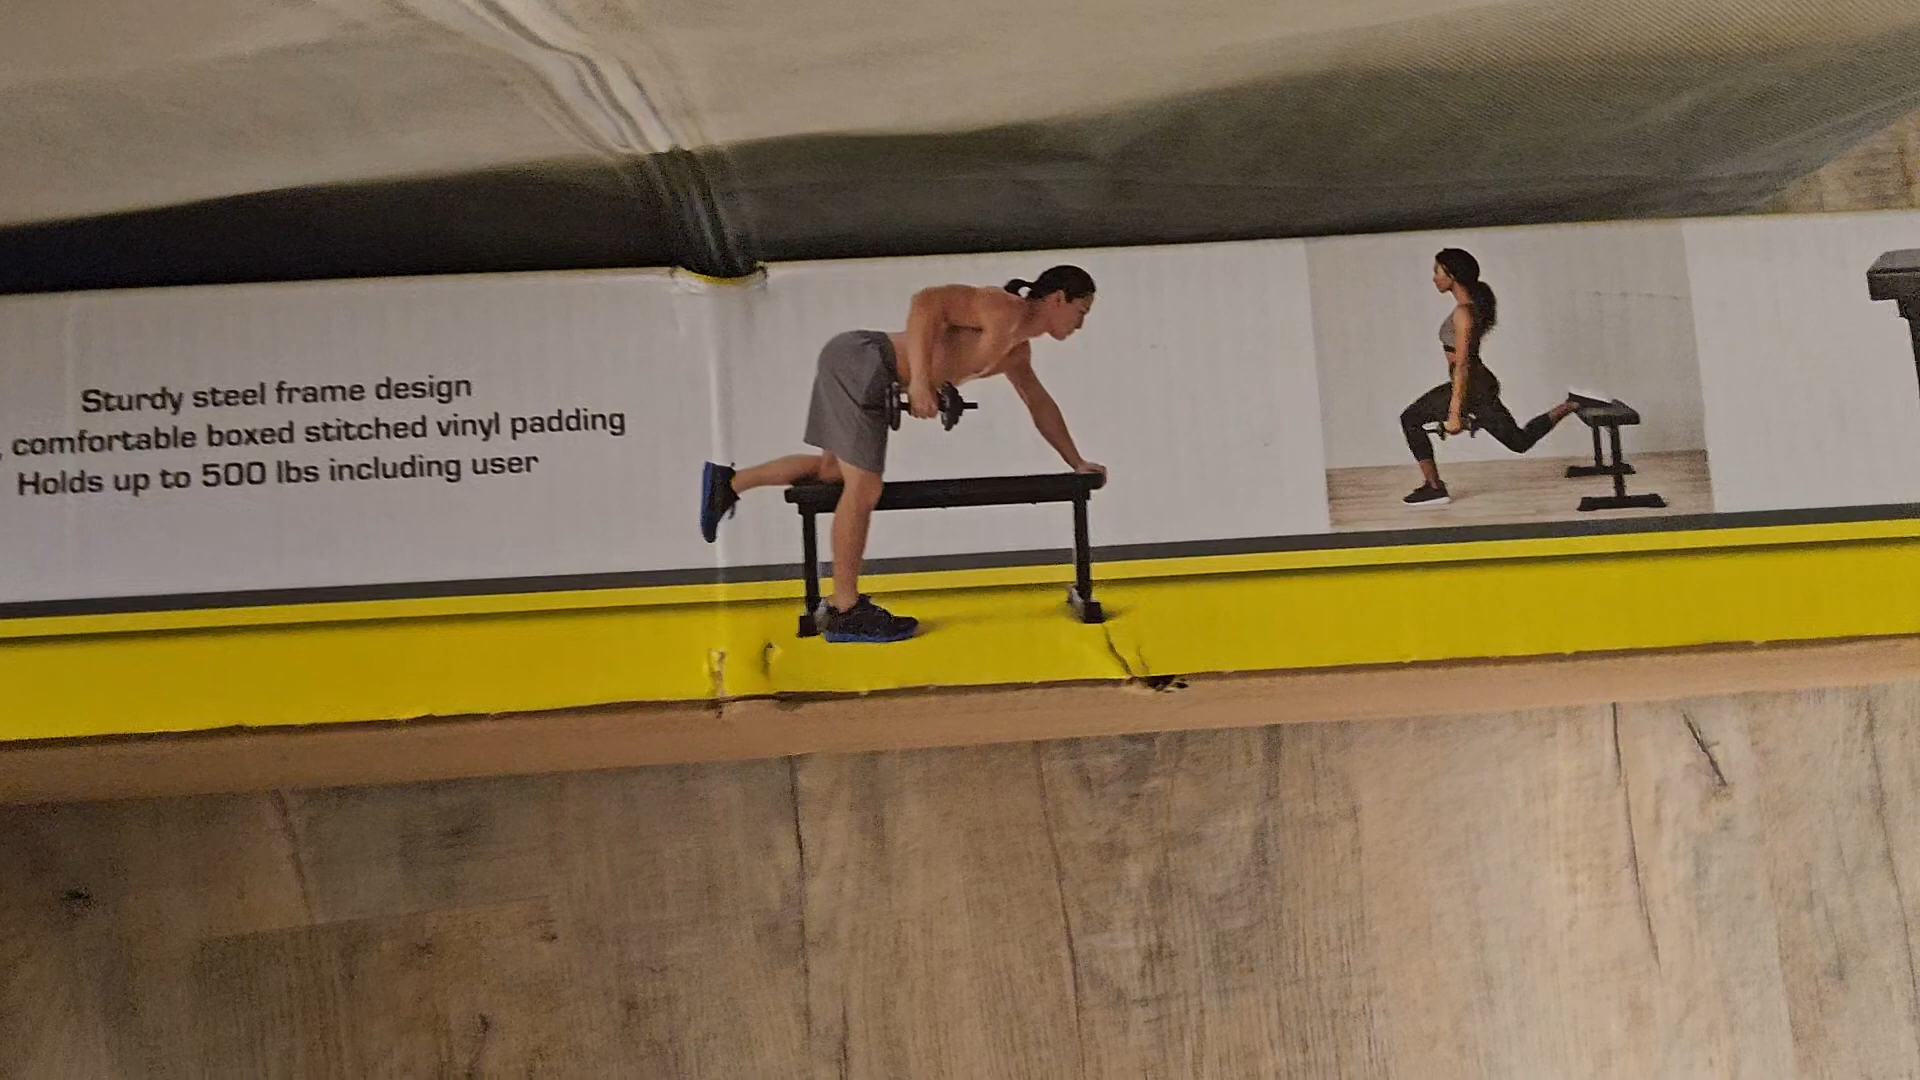 Sturdy steel frame design
, comfortable boxed stitched vinyl padding
Holds up to 500 lbs including user